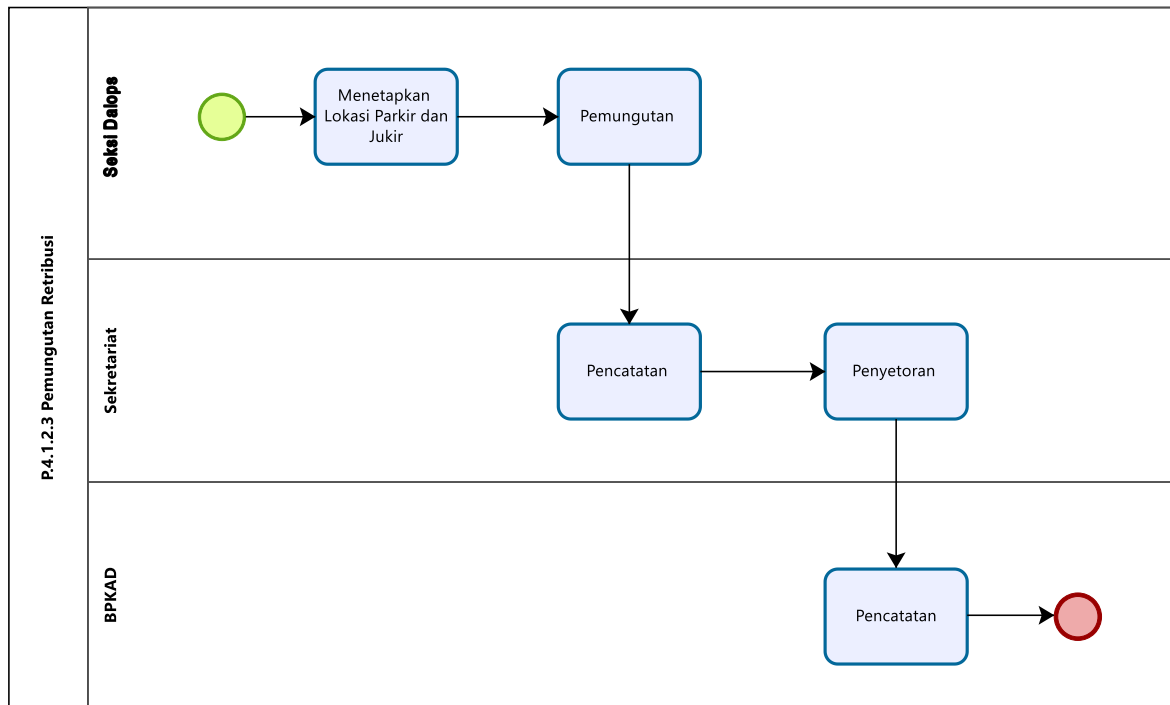 P.4.1.2.3 Pemungutan Retribusi
Seksi Dalops
Menetapkan
Lokasi Parkir dan
Jukir
Pemungutan
Sekretariat
Pencatatan
Penyetoran
BPKAD
Pencatatan